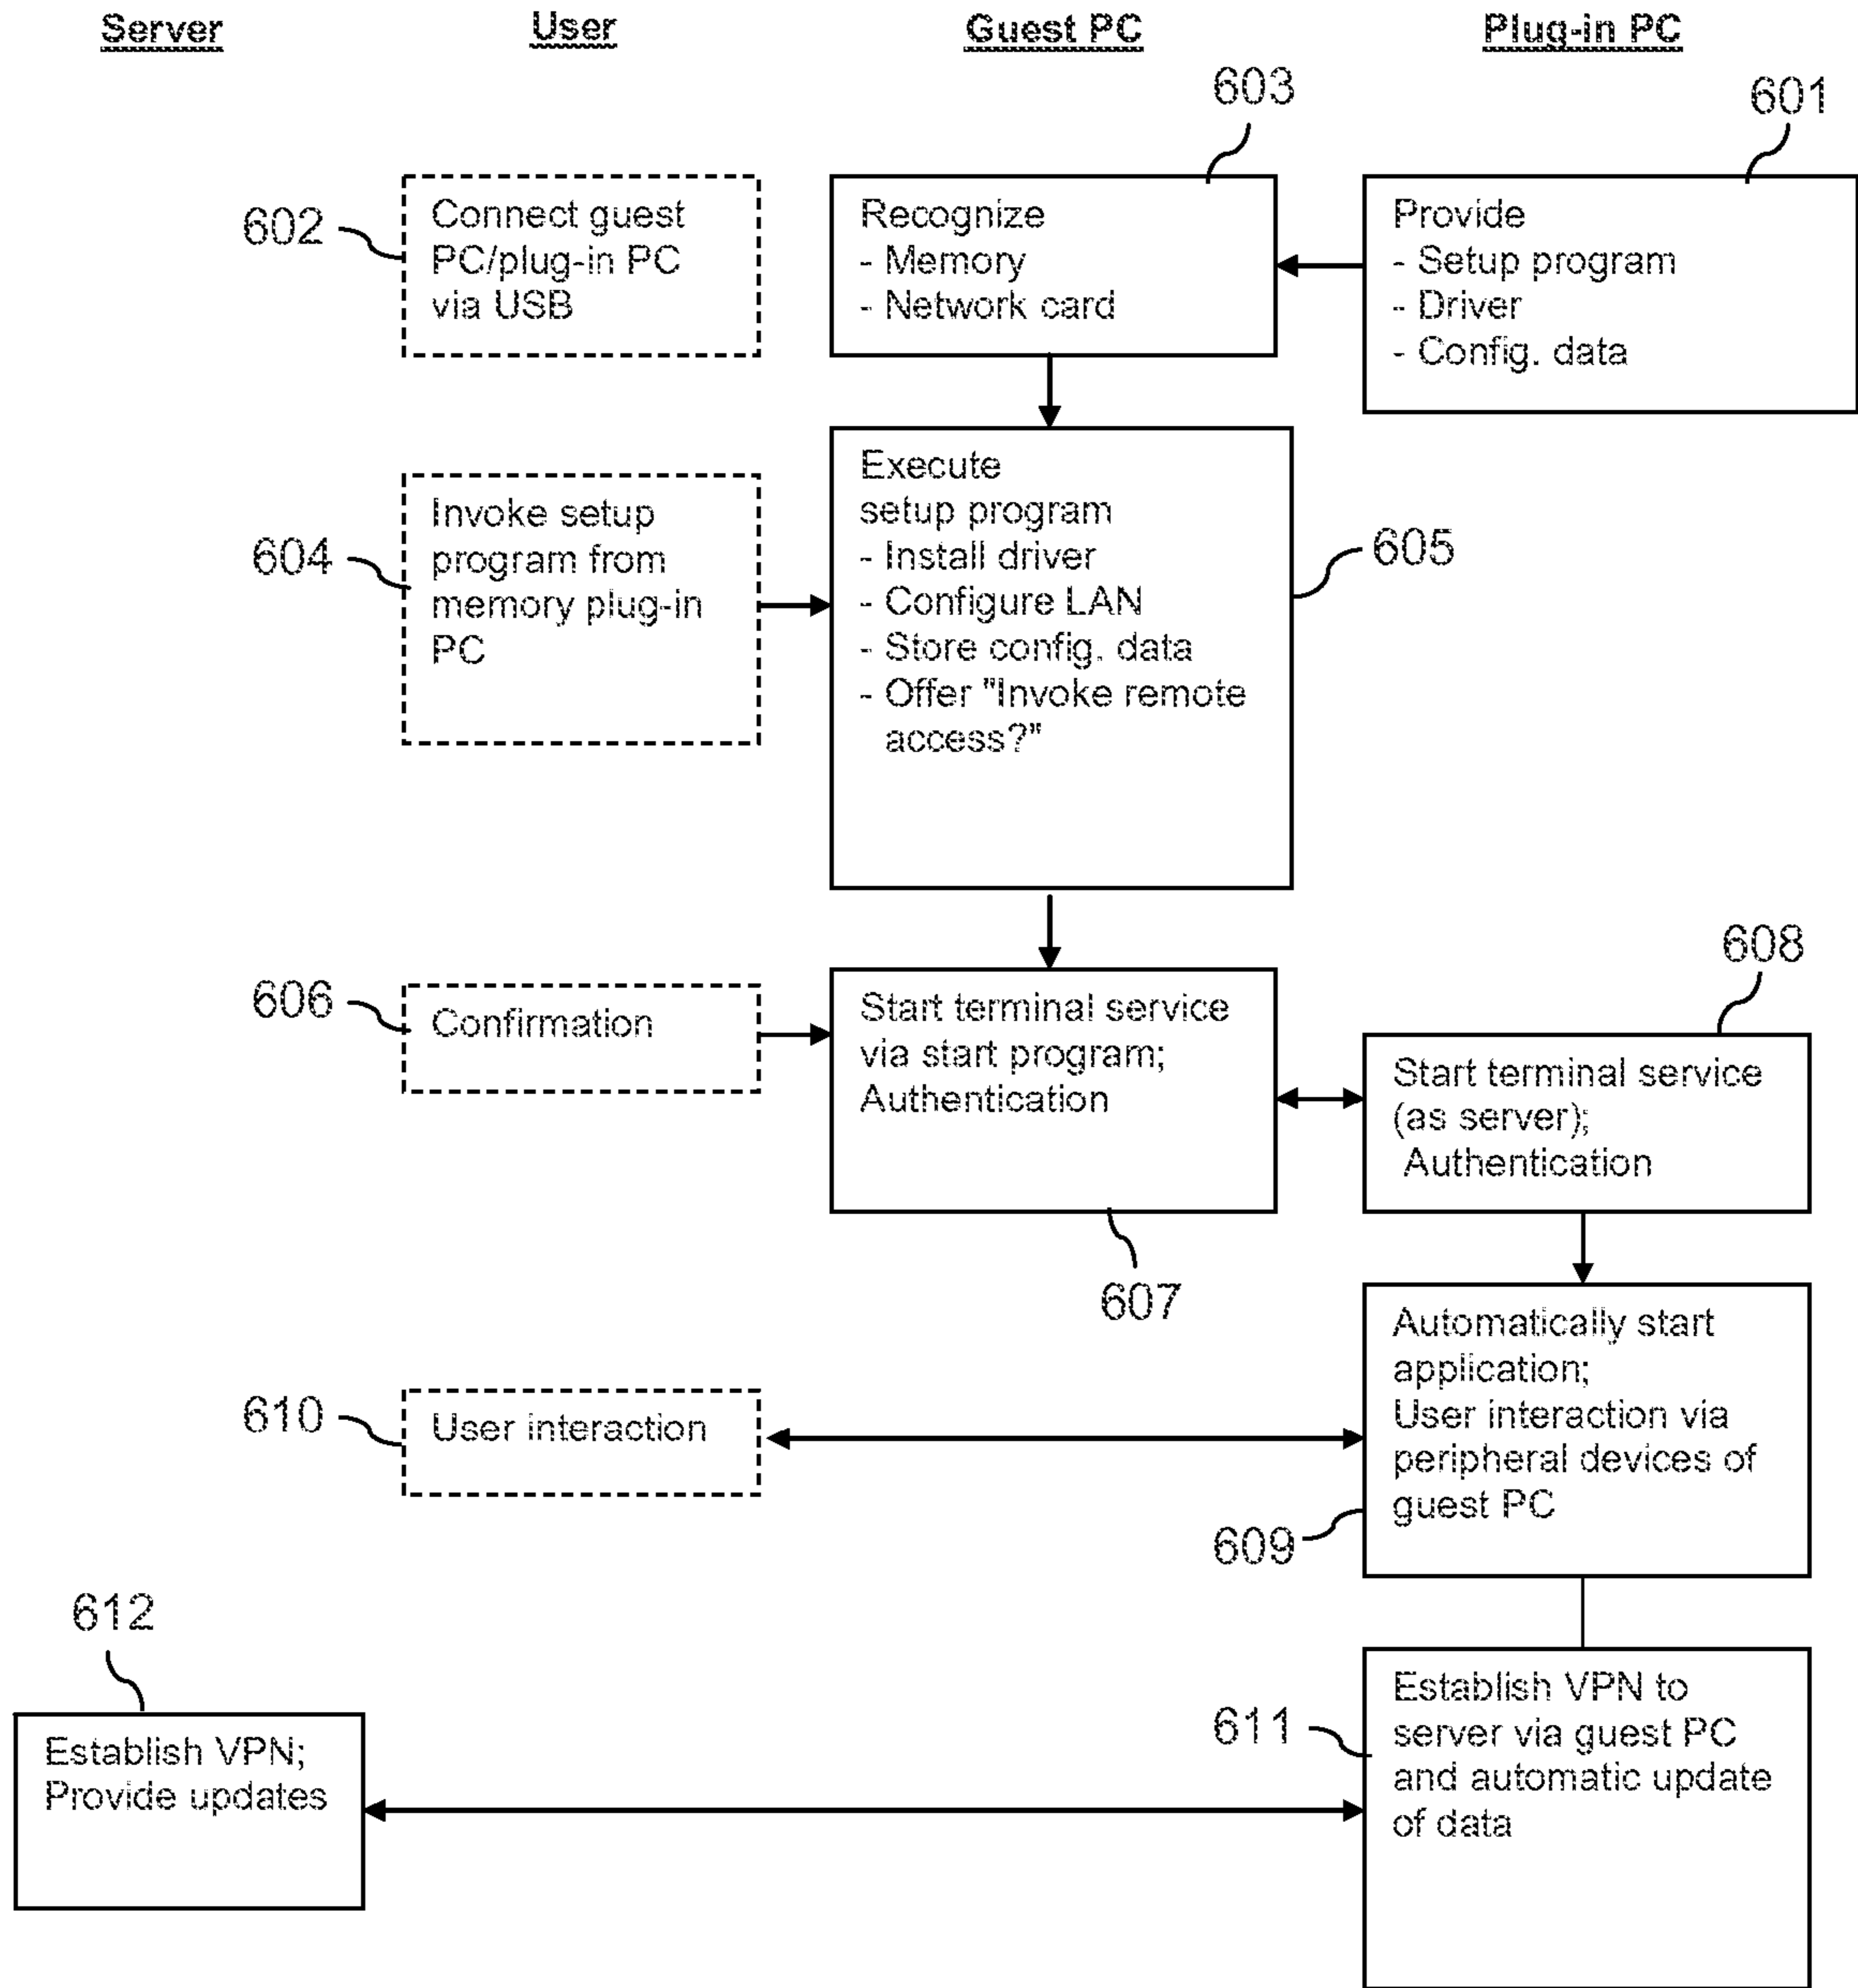 Server
User
Guest PC
Plug-in PC
603
601
602
Connect guest
PC/plug-in PC
via USB
Recognize
- Memory
- Network card
Provide
- Setup program
- Driver
- Config. data
604
Invoke setup
program from
memory plug-in
PC
Execute
setup program
- Install driver
- Configure LAN
- Store config. data
- Offer "Invoke remote
access?"
605
606
Confirmation
Start terminal service
via start program;
Authentication
607
608
Start terminal service
(as server);
Authentication
610
User interaction
Automatically start
application;
User interaction via
peripheral devices of
guest PC
609
612
Establish VPN;
Provide updates
611
Establish VPN to
server via guest PC
and automatic update
of data